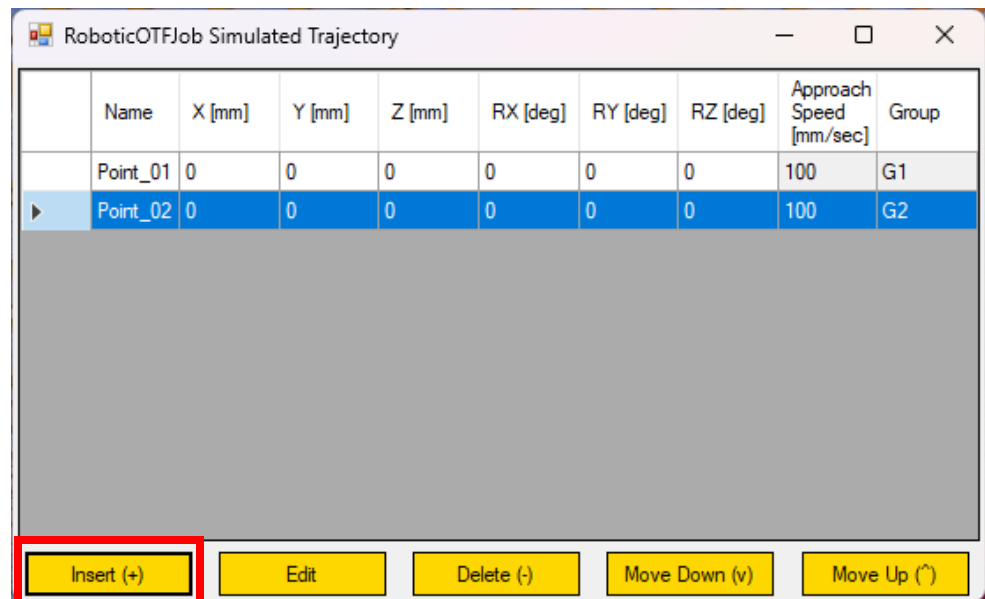 RoboticOTFJob Simulated Trajectory
Name X [mm] Y [mm] Z [mm] RX [deg] RY [deg] RZ [deg] Approach Speed [mm/sec] Group
Point_01 0 0 0 0 0 0 100 G1
Point_02 0 0 0 0 0 0 100 G2
Insert (+) Edit Delete (-) Move Down (v) Move Up (^)